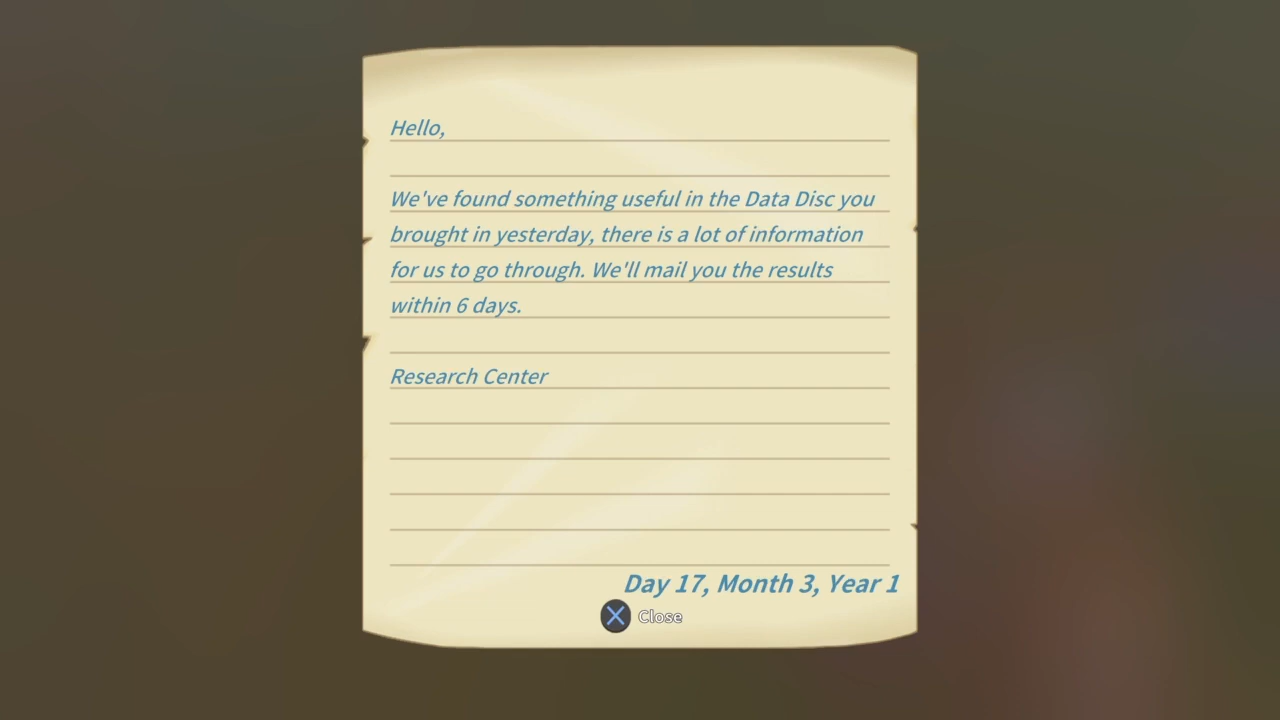 Hello,
We've found something useful in the Data Disc you
brought in yesterday, there is a lot of information
for us to go through. We'll mail you the results
within 6 days.
Research Center
Day 17, Month 3, Year 1
Close